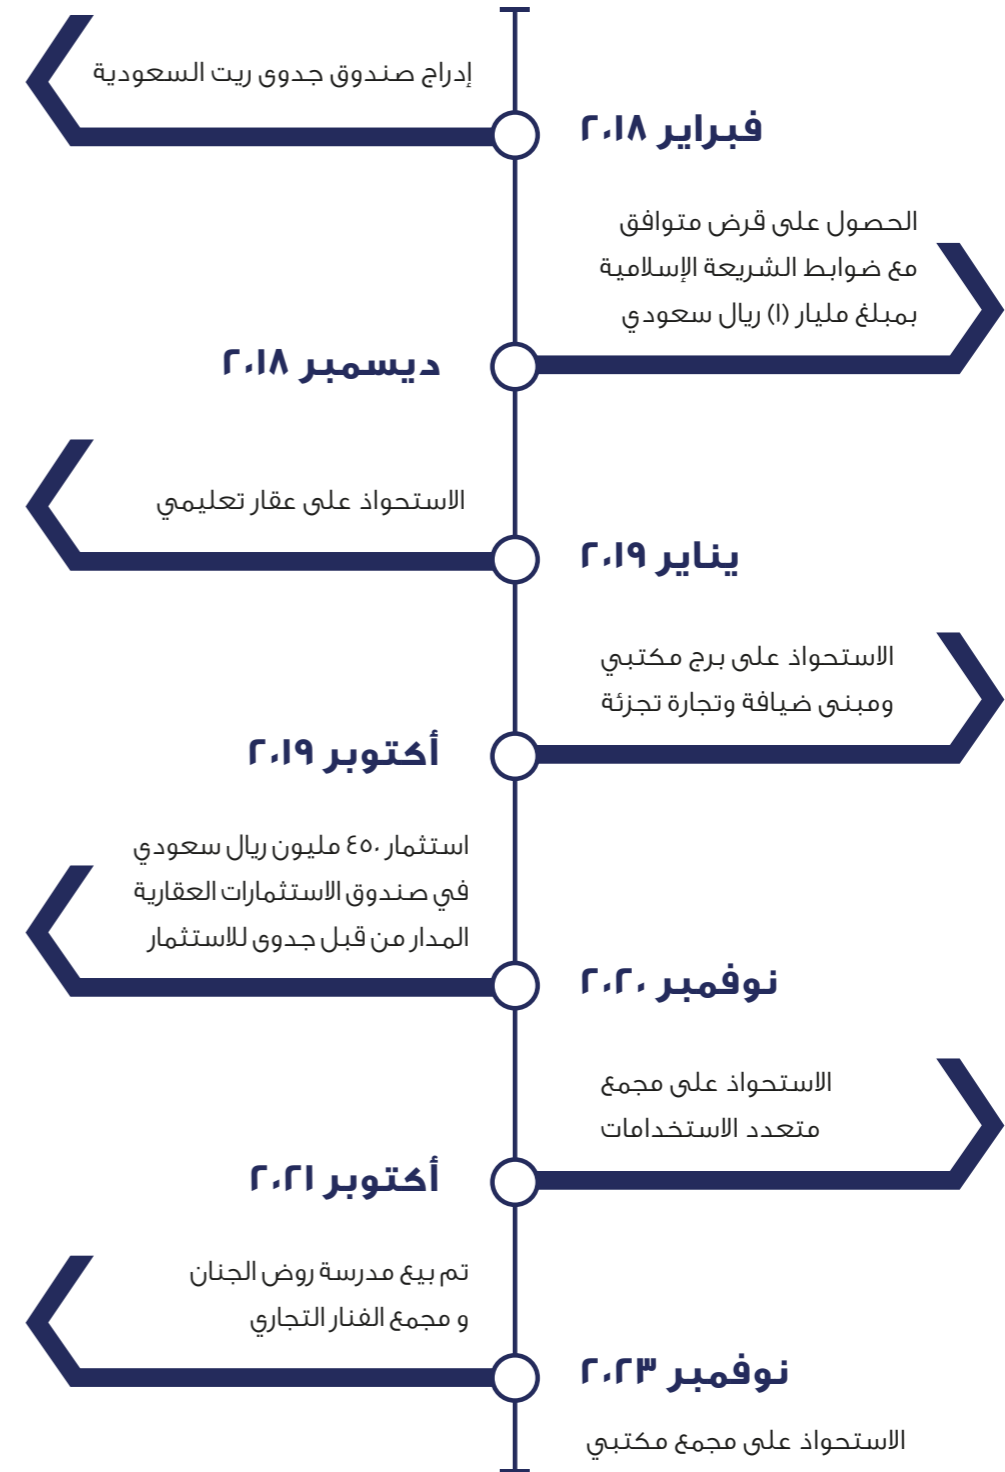 إدراج صندوق جدوى ريت السعودية
فبراير ٢٠١٨
الحصول على قرض متوافق
مع ضوابط الشريعة الإسلامية
بمبلغ مليار (١) ريال سعودي
ديسمبر ٢٠١٨
الاستحواذ على عقار تعليمي
يناير ٢٠١٩
الاستحواذ على برج مكتبي
ومبنى ضيافة وتجارة تجزئة
أكتوبر ٢٠١٩
استثمار ٤٥٠ مليون ريال سعودي
في صندوق الاستثمارات العقارية
المدار من قبل جدوى للاستثمار
نوفمبر ٢٠٢٠
الاستحواذ على مجمع
متعدد الاستخدامات
أكتوبر ٢٠٢١
تم بيع مدرسة روض الجنان
و مجمع الفنار التجاري
نوفمبر ٢٠٢٣
الاستحواذ على مجمع مكتبي